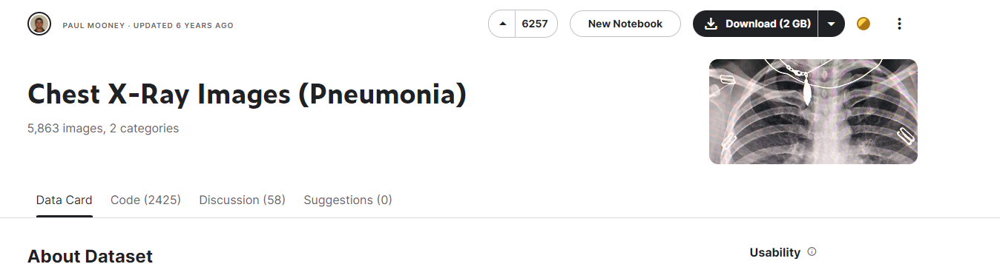 PAUL MOONEY · UPDATED 6 YEARS AGO
6257
New Notebook
Download (2 GB)
Chest X-Ray Images (Pneumonia)
5,863 images, 2 categories
Data Card
Code (2425)
Discussion (58)
Suggestions (0)
About Dataset
Usability